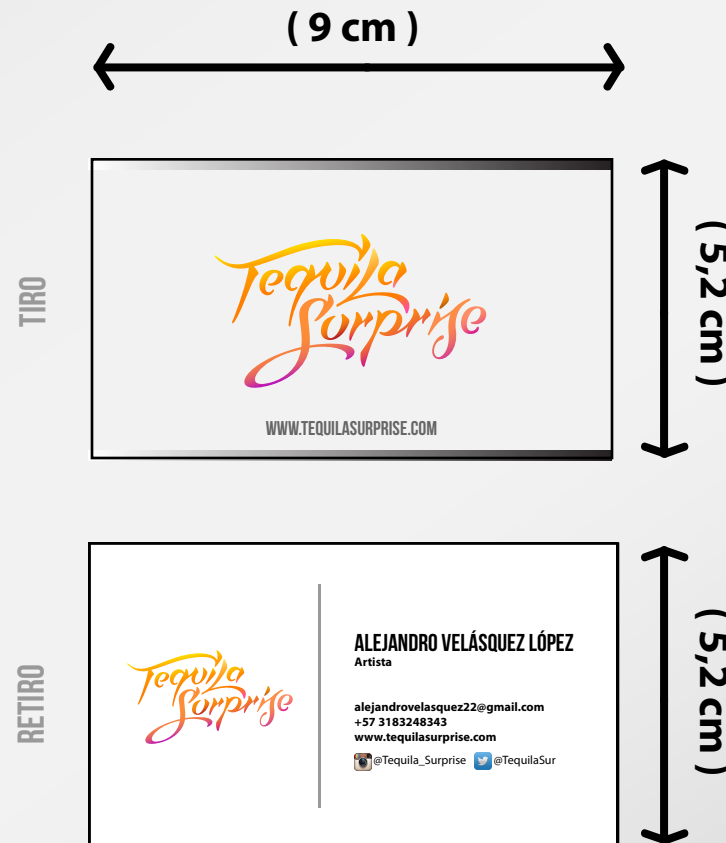 ( 9 cm )
TIRO
Tequila
Surprise
WWW.TEQUILASURPRISE.COM
( 5,2 cm )
RETIRO
Tequila
Surprise
ALEJANDRO VELÁSQUEZ LÓPEZ
Artista
alejandrovelasquez22@gmail.com
+57 3183248343
www.tequilasurprise.com
@Tequila_Surprise @TequilaSur
( 5,2 cm )